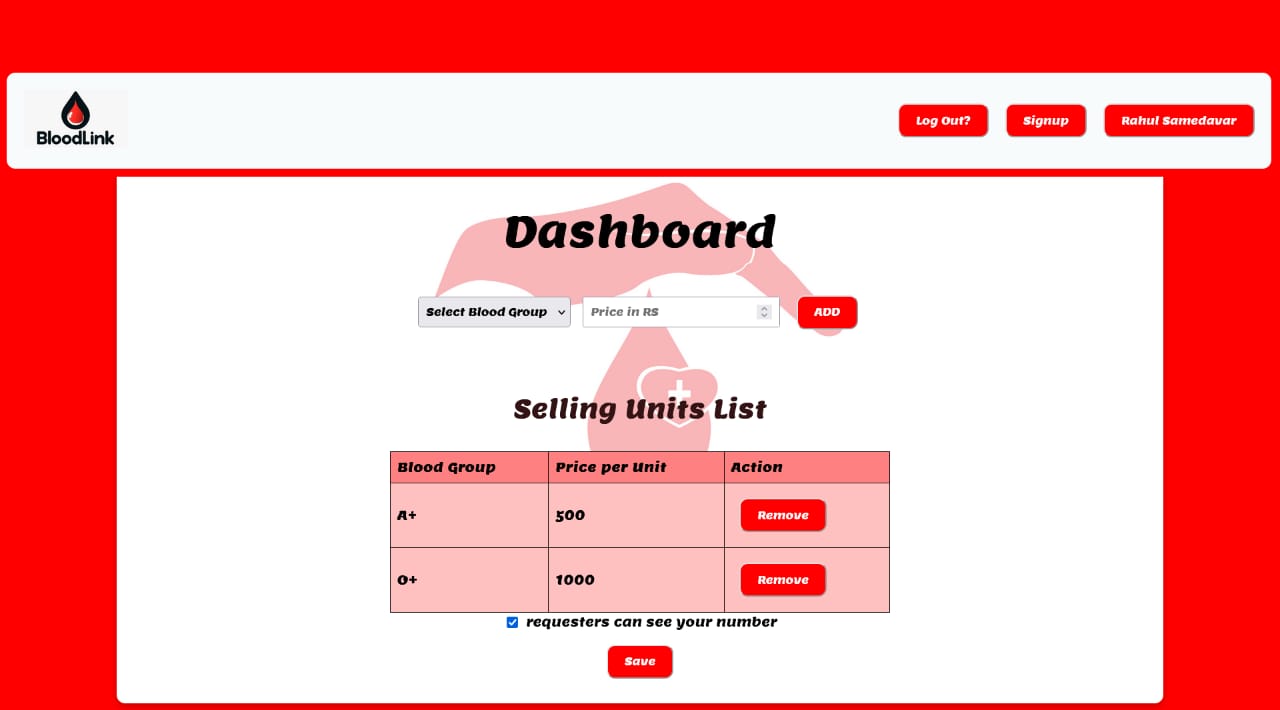 BloodLink
Log Out? Signup Rahul Samedavar
Dashboard
Select Blood Group Price in RS ADD
Selling Units List
Blood Group Price per Unit Action
A+ 500 Remove
O+ 1000 Remove
requesters can see your number
Save